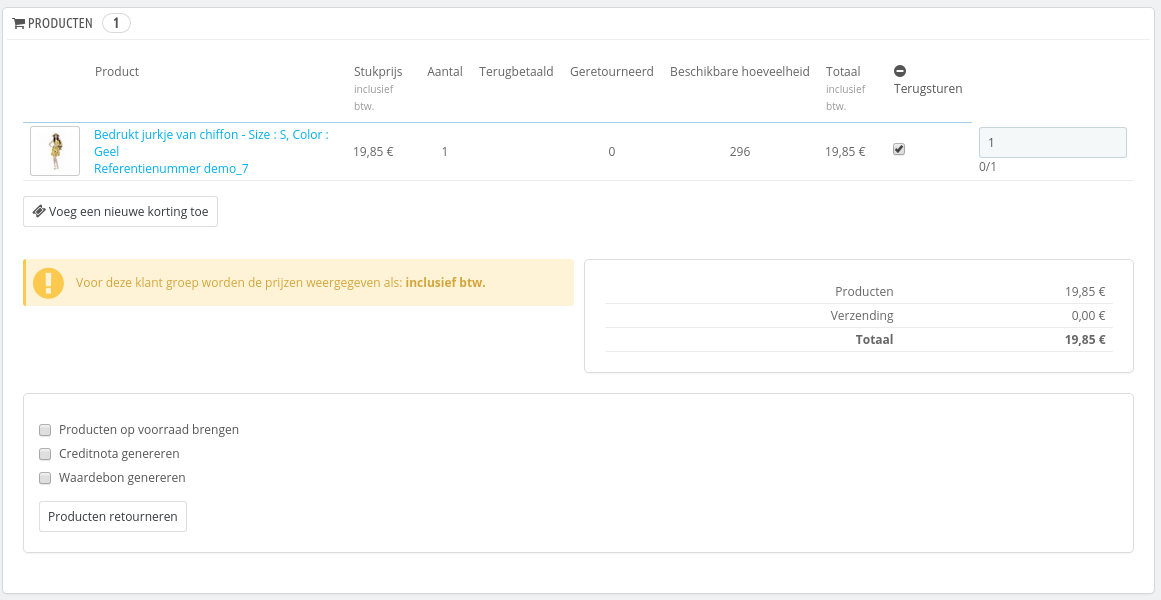 PRODUCTEN 1
Product Stukprijs Aantal Terugbetaald Geretourneerd Beschikbare hoeveelheid Totaal
inclusief inclusief Terugsturen
btw. btw.
Bedrukt jurkje van chiffon - Size : S, Color :
Geel 19,85 € 1 0 296 19,85 € 1
Referentienummer demo_7 0/1
Voeg een nieuwe korting toe
Voor deze klant groep worden de prijzen weergegeven als: inclusief btw.
Producten 19,85 €
Verzending 0,00 €
Totaal 19,85 €
Producten op voorraad brengen
Creditnota genereren
Waardebon genereren
Producten retourneren